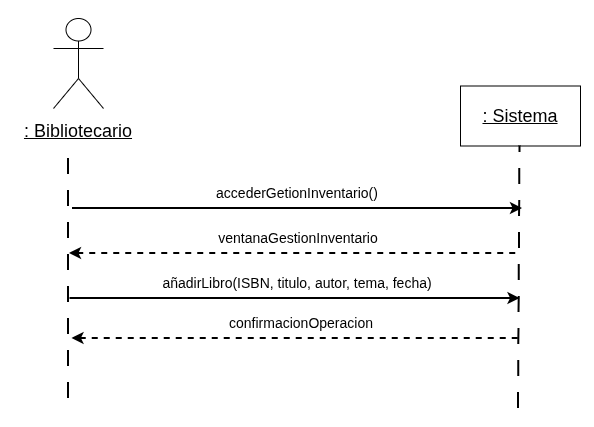 : Bibliotecario
: Sistema
accederGetionInventario()
ventanaGestionInventario
añadirLibro(ISBN, titulo, autor, tema, fecha)
confirmacionOperacion